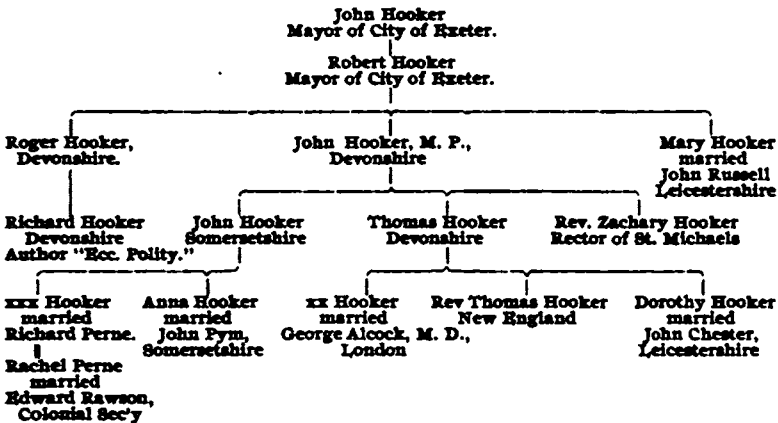 John Hooker
Mayor of City of Exeter.
Robert Hooker
Mayor of City of Exeter.
Roger Hooker,
Devonshire.
John Hooker, M. P.,
Devonshire
Mary Hooker
married
John Russell
Leicestershire
Richard Hooker
Devonshire
Author "Ecc. Polity."
John Hooker
Somersetshire
Thomas Hooker
Devonshire
Rev. Zachary Hooker
Rector of St. Michaels
xxx Hooker
married
Richard Perne.
Rachel Perne
married
Edward Rawson,
Colonial Sec'y
Anna Hooker
married
John Pym,
Somersetshire
xx Hooker
married
George Alcock, M. D.,
London
Rev Thomas Hooker
New England
Dorothy Hooker
married
John Chester,
Leicestershire